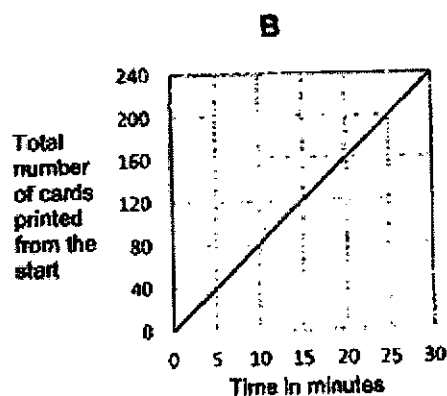 B
240
200
160
120
80
40
0
Total
number
of cards
printed
from the
start
0 5 10 15 20 25 30
Time in minutes